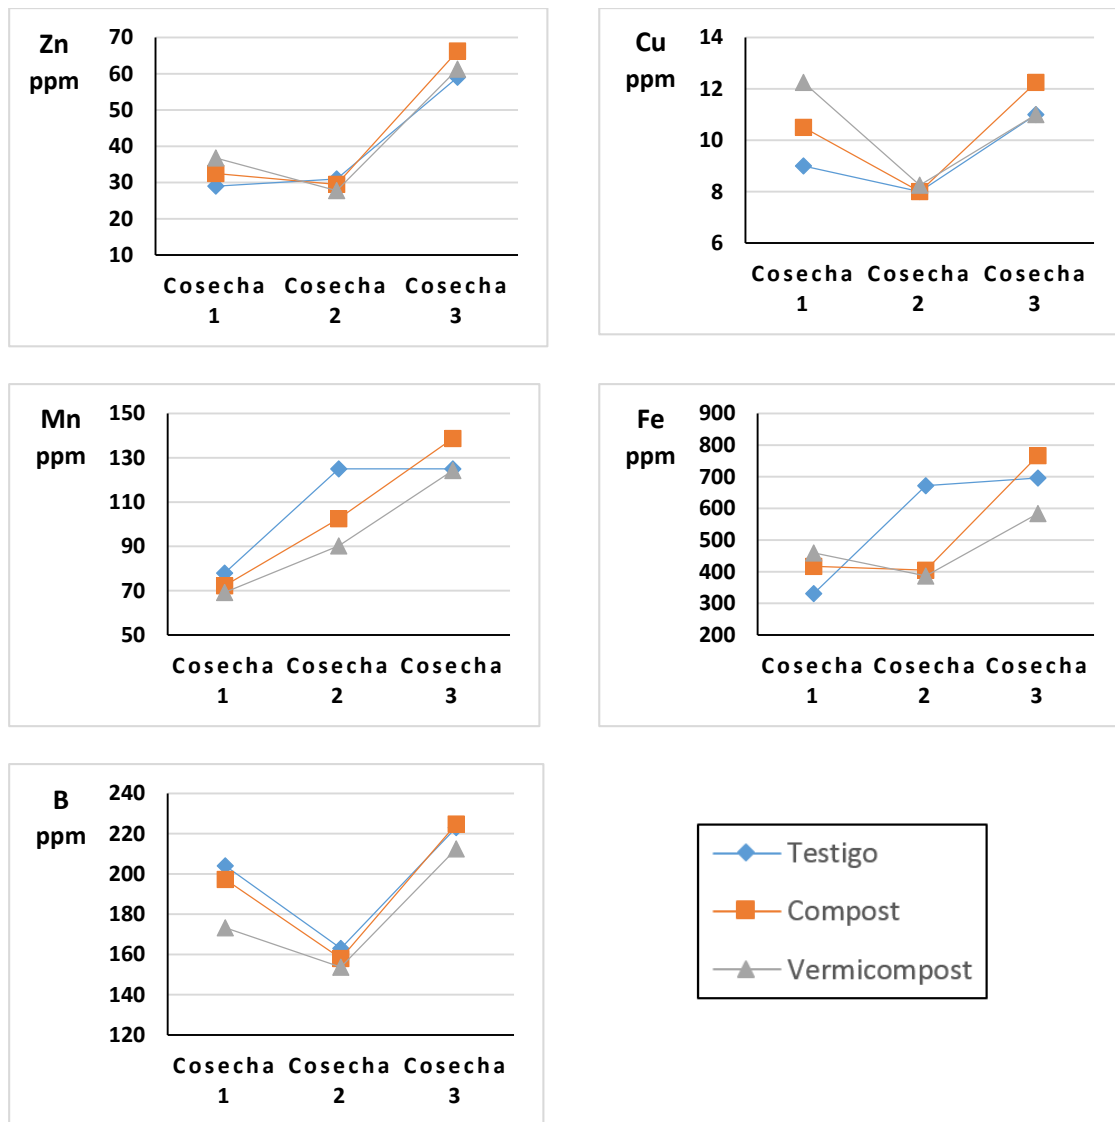 Zn
ppm
70
60
50
40
30
20
10
Cosecha 1
Cosecha 2
Cosecha 3
Cu
ppm
14
12
10
8
6
Cosecha 1
Cosecha 2
Cosecha 3
Mn
ppm
150
130
110
90
70
50
Cosecha 1
Cosecha 2
Cosecha 3
Fe
ppm
900
800
700
600
500
400
300
200
Cosecha 1
Cosecha 2
Cosecha 3
B
ppm
240
220
200
180
160
140
120
Cosecha 1
Cosecha 2
Cosecha 3
Testigo
Compost
Vermicompost